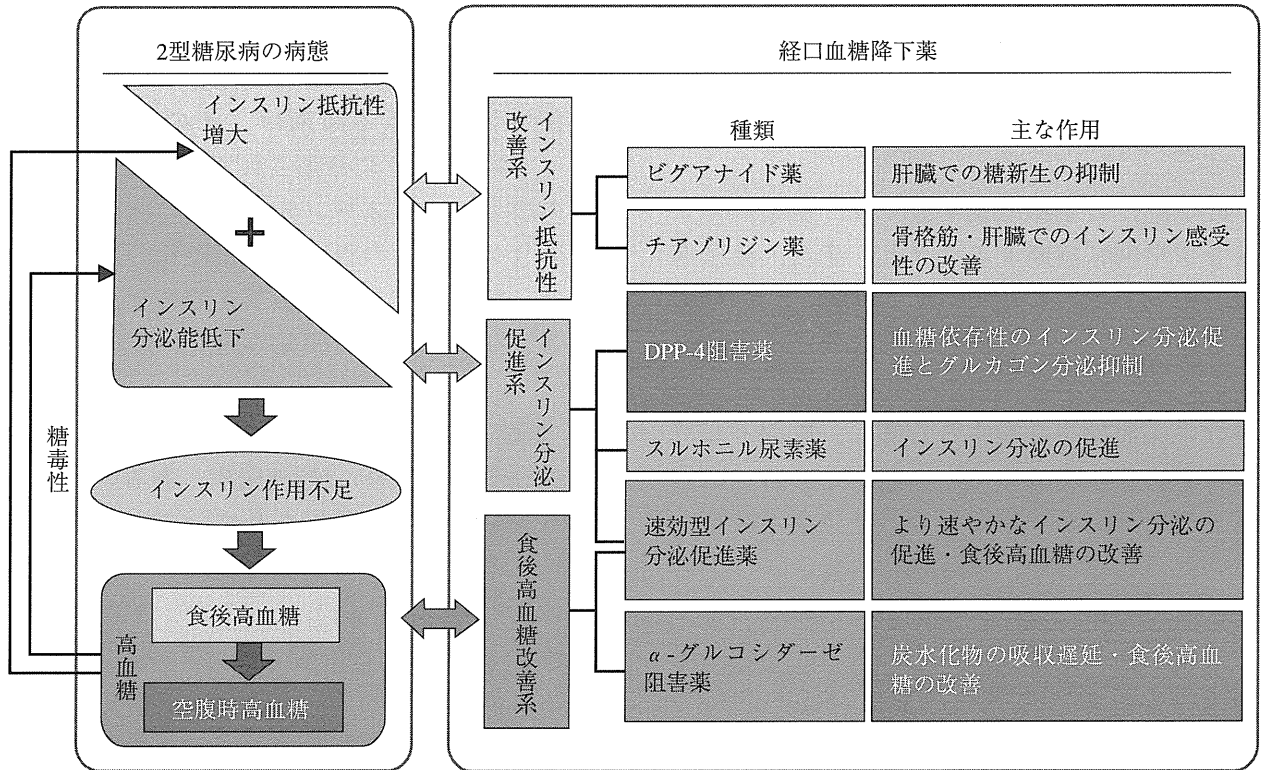 2型糖尿病の病態
インスリン抵抗性
増大
+
インスリン
分泌能低下
糖毒性
インスリン作用不足
高血糖
食後高血糖
空腹時高血糖
経口血糖降下薬
種類
主な作用
インスリン抵抗性
改善系
ビグアナイド薬
肝臓での糖新生の抑制
チアゾリジン薬
骨格筋・肝臓でのインスリン感受
性の改善
インスリン分泌
促進系
DPP-4阻害薬
血糖依存性のインスリン分泌促
進とグルカゴン分泌抑制
スルホニル尿素薬
インスリン分泌の促進
速効型インスリン
分泌促進薬
より速やかなインスリン分泌の
促進・食後高血糖の改善
食後高血糖改善系
α-グルコシダーゼ
阻害薬
炭水化物の吸収遅延・食後高血
糖の改善